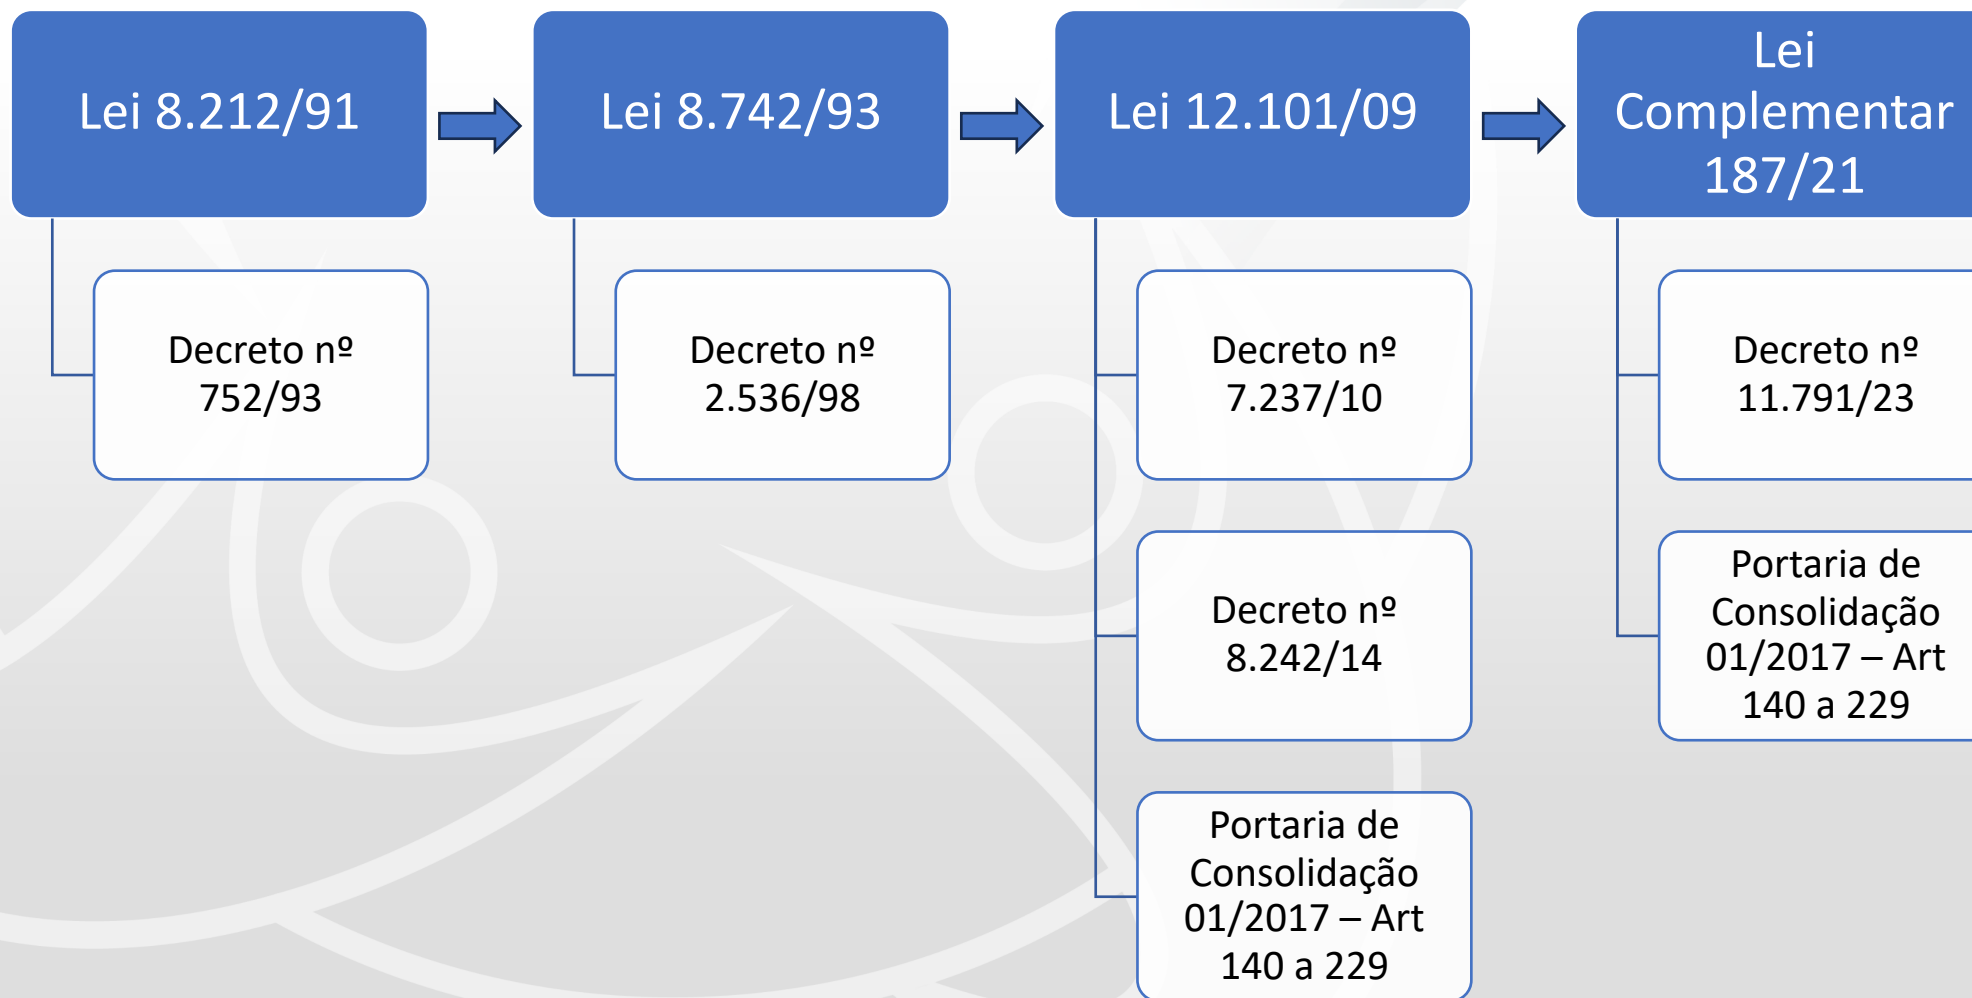 Lei 8.212/91
Decreto nº
752/93
Lei 8.742/93
Decreto nº
2.536/98
Lei 12.101/09
Decreto nº
7.237/10
Decreto nº
8.242/14
Portaria de
Consolidação
01/2017 – Art
140 a 229
Lei
Complementar
187/21
Decreto nº
11.791/23
Portaria de
Consolidação
01/2017 – Art
140 a 229